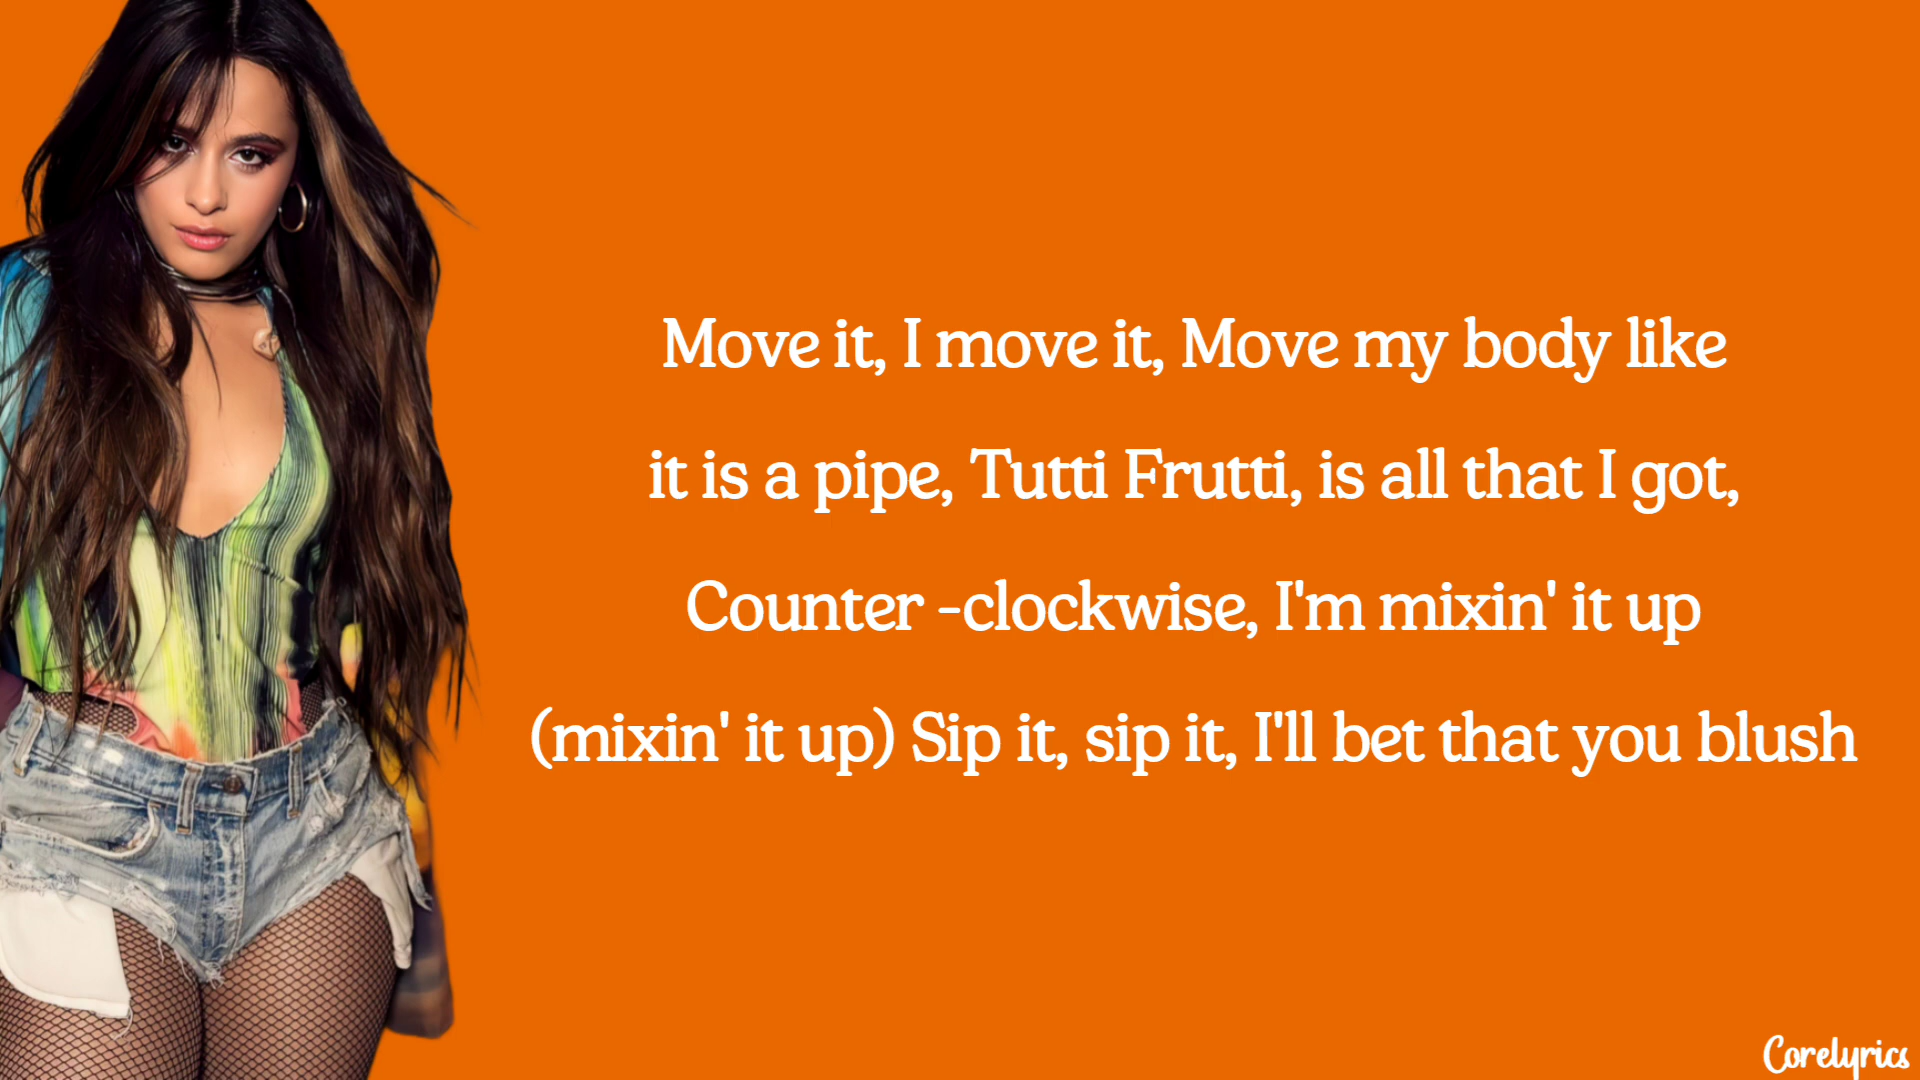 Move it, I move it, Move my body like
it is a pipe, Tutti Frutti, is all that I got,
Counter -clockwise, I'm mixin' it up
(mixin' it up) Sip it, sip it, I'll bet that you blush
Corelyrics